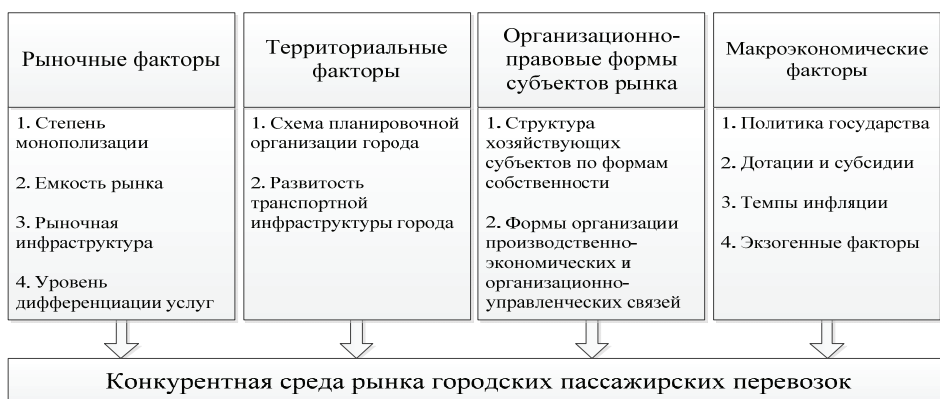 Рыночные факторы
1. Степень
монополизации
2. Емкость рынка
3. Рыночная
инфраструктура
4. Уровень
дифференциации услуг
Территориальные
факторы
1. Схема планировочной
организации города
2. Развитость
транспортной
инфраструктуры города
Организационно-
правовые формы
субъектов рынка
1. Структура
хозяйствующих
субъектов по формам
собственности
2. Формы организации
производственно-
экономических и
организационно-
управленческих связей
Макроэкономические
факторы
1. Политика государства
2. Дотации и субсидии
3. Темпы инфляции
4. Экзогенные факторы
Конкурентная среда рынка городских пассажирских перевозок